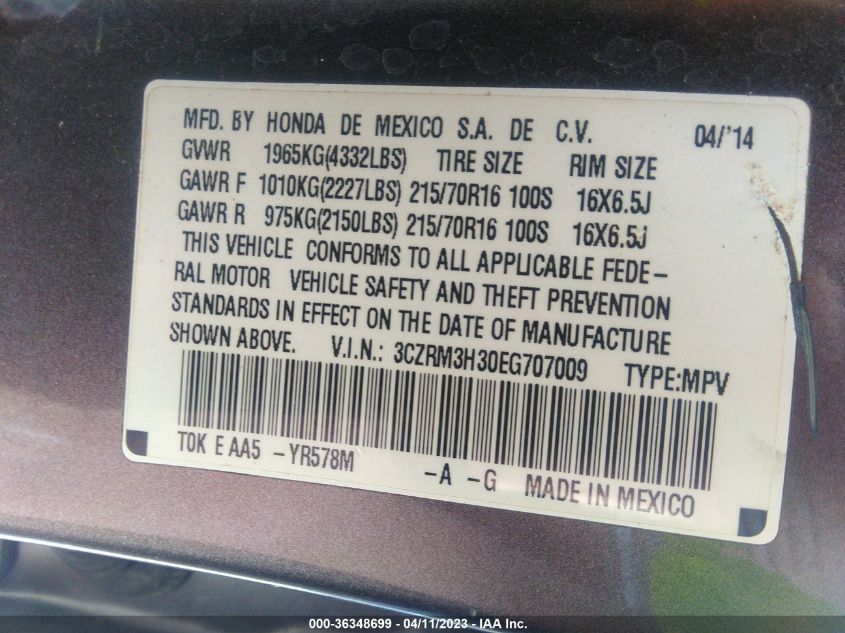 MFD. BY HONDA DE MEXICO S.A. DE C.V. 04/'14
GVWR 1965KG(4332LBS) TIRE SIZE RIM SIZE
GAWR F 1010KG(2227LBS) 215/70R16 100S 16X6.5J
GAWR R 975KG(2150LBS) 215/70R16 100S 16X6.5J
THIS VEHICLE CONFORMS TO ALL APPLICABLE FEDE-
RAL MOTOR VEHICLE SAFETY AND THEFT PREVENTION
STANDARDS IN EFFECT ON THE DATE OF MANUFACTURE
SHOWN ABOVE. V.I.N.: 3CZRM3H30EG707009 TYPE:MPV
T0K E AA5 -YR578M -A -G MADE IN MEXICO
000-36348699 - 04/11/2023 - IAAI.COM